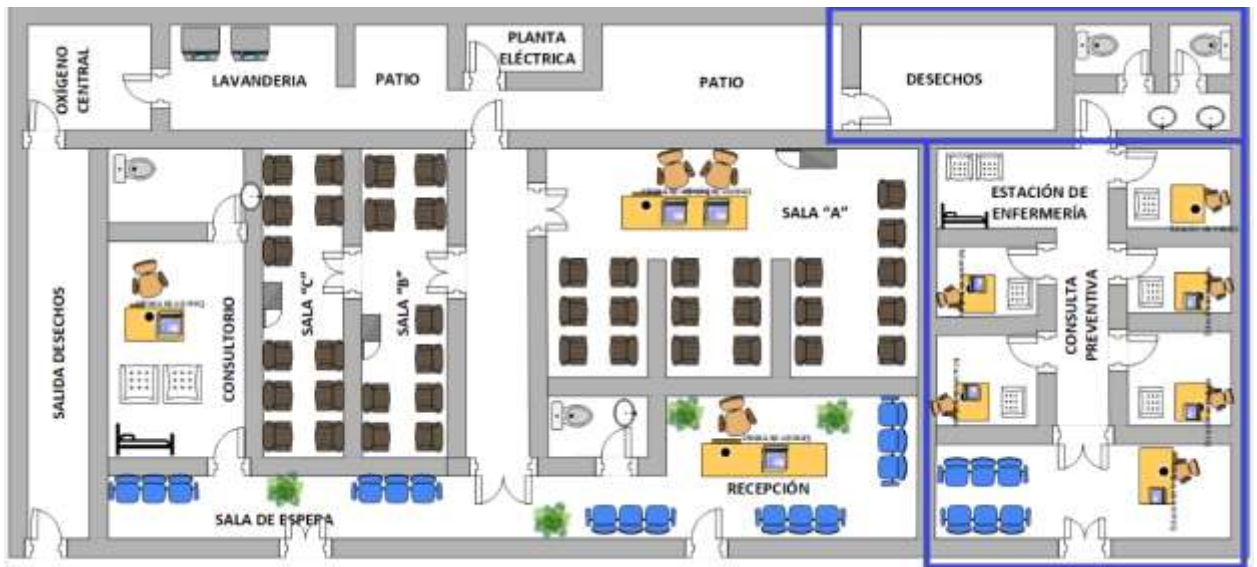 OXÍGENO
CENTRAL
LAVANDERIA
PATIO
PLANTA
ELÉCTRICA
PATIO
DESECHOS
SALIDA DESECHOS
CONSULTORIO
SALA "C"
SALA "B"
SALA "A"
ESTACIÓN DE
ENFERMERÍA
CONSULTA
PREVENTIVA
RECEPCIÓN
SALA DE ESPERA